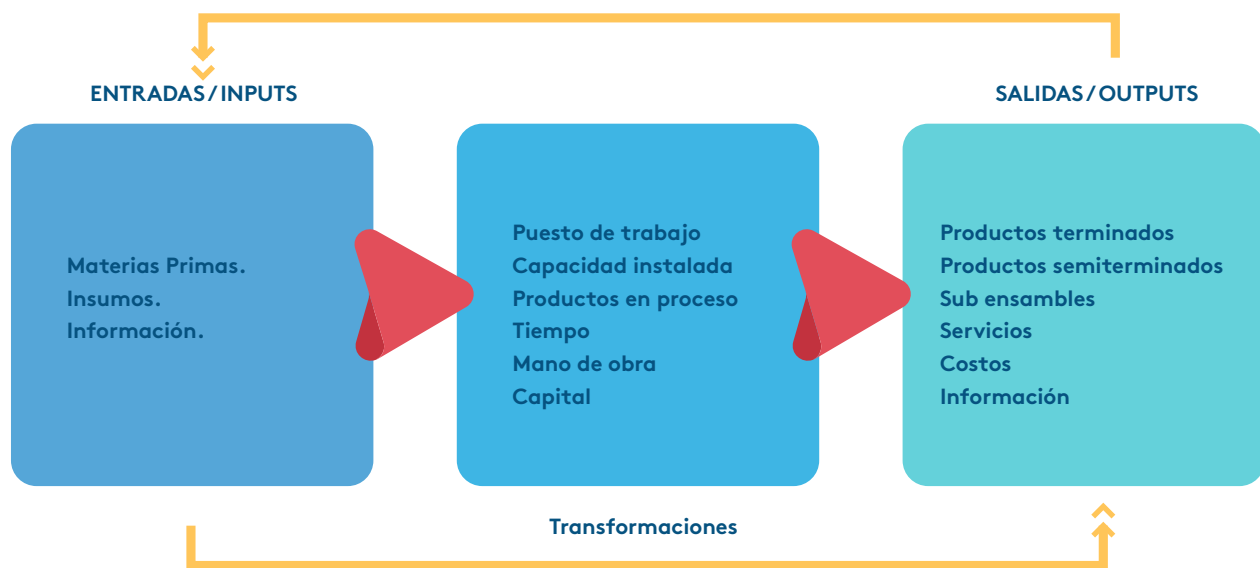 ENTRADAS/INPUTS
SALIDAS/OUTPUTS
Materias Primas.
Insumos.
Información.
Puesto de trabajo
Capacidad instalada
Productos en proceso
Tiempo
Mano de obra
Capital
Productos terminados
Productos semiterminados
Sub ensambles
Servicios
Costos
Información
Transformaciones